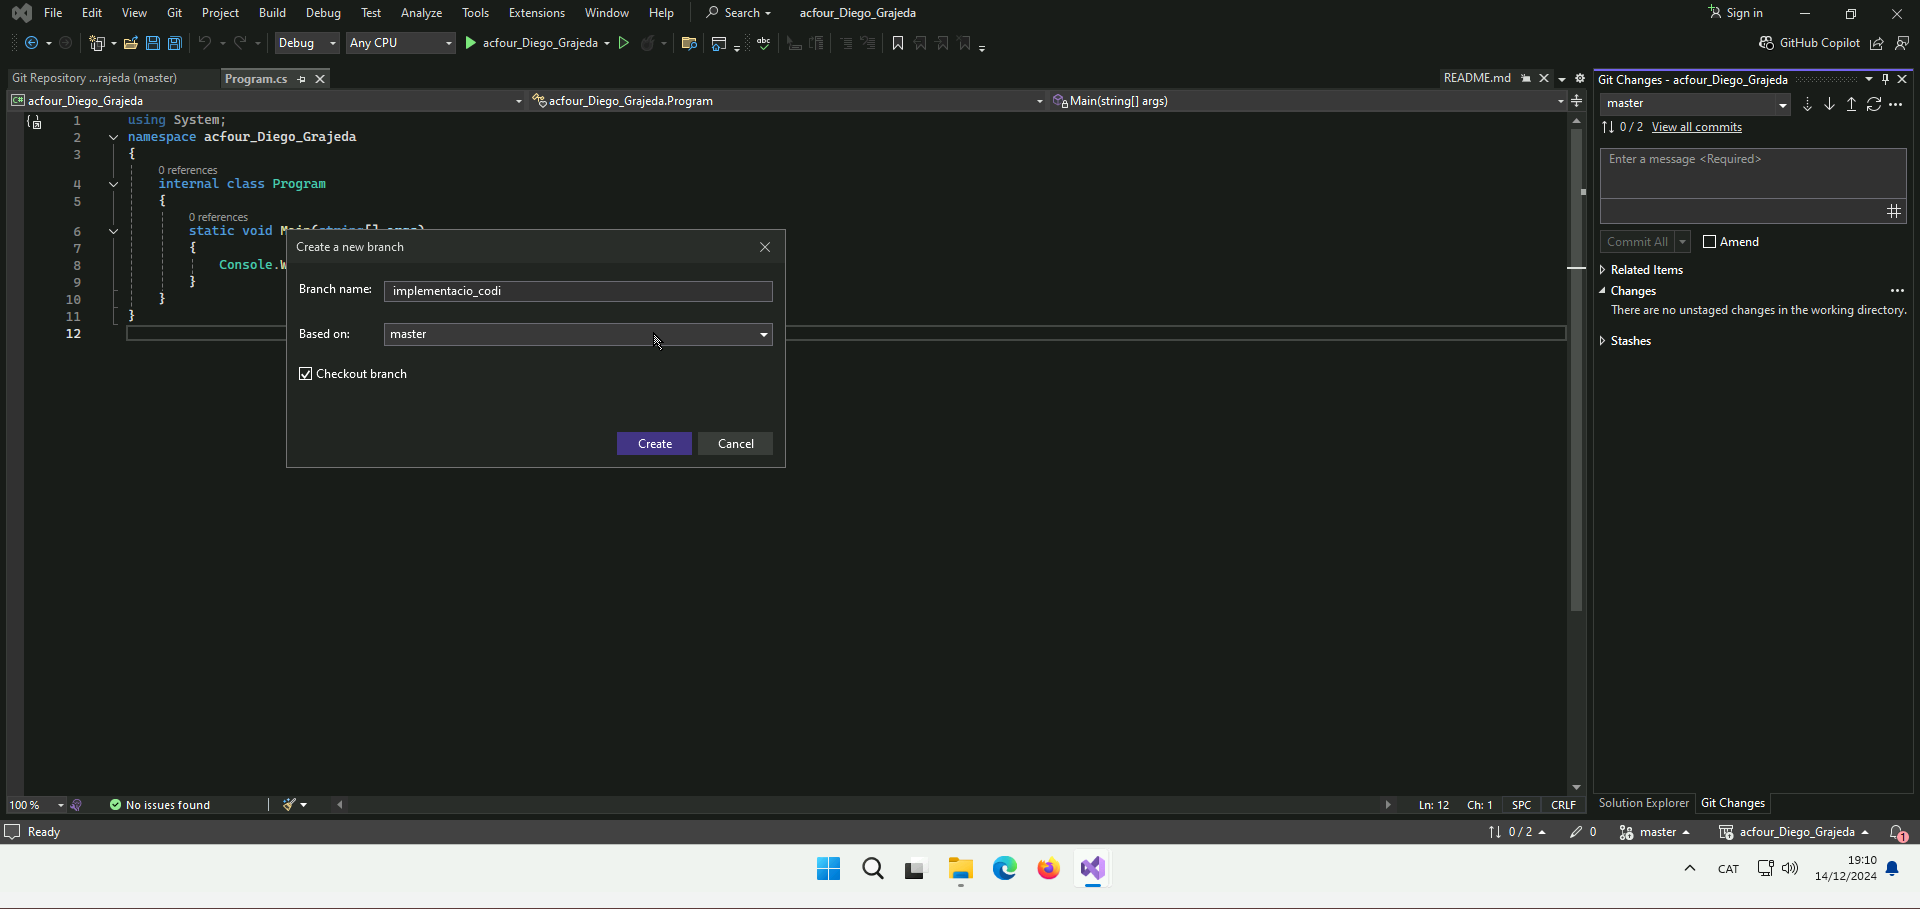 File Edit View Git Project Build Debug Test Analyze Tools Extensions Window Help Search acfour_Diego_Grajeda Sign in
Debug Any CPU acfour_Diego_Grajeda abc GitHub Copilot
Git Repository ...rajeda (master) Program.cs README.md
acfour_Diego_Grajeda acfour_Diego_Grajeda.Program Main(string[] args)
1 using System;
2 namespace acfour_Diego_Grajeda
3 {
0 references
4 internal class Program
5 {
0 references
6 static void Main(string[] args)
7 {
8 Console.W
9 }
10 }
11 }
12
Create a new branch
Branch name: implementacio_codi
Based on: master
Checkout branch
Create Cancel
Git Changes - acfour_Diego_Grajeda
master
0 / 2 View all commits
Enter a message <Required>
Commit All Amend
Related Items
Changes
There are no unstaged changes in the working directory.
Stashes
100 % No issues found Ln: 12 Ch: 1 SPC CRLF
Solution Explorer Git Changes
Ready 0 / 2 0 master acfour_Diego_Grajeda 1
CAT 19:10
14/12/2024